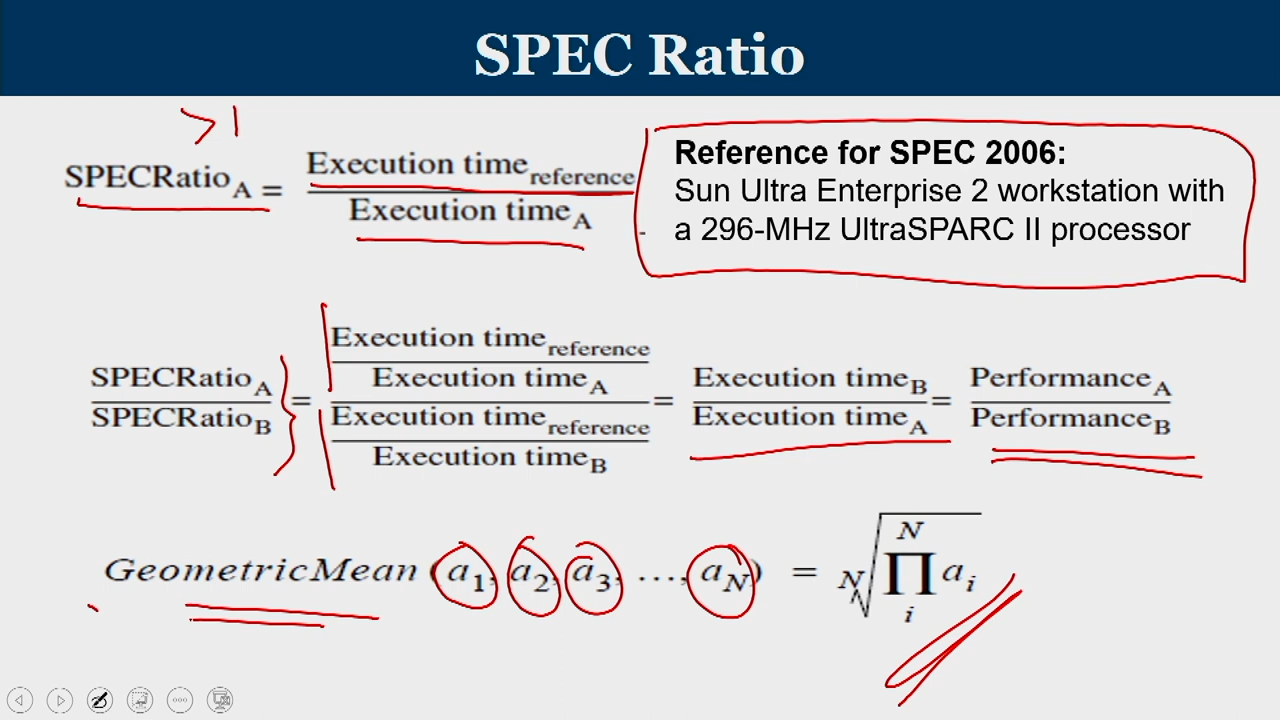 SPEC Ratio
> 1
SPECRatio_A = Execution time_reference / Execution time_A
Reference for SPEC 2006:
Sun Ultra Enterprise 2 workstation with
a 296-MHz UltraSPARC II processor
SPECRatio_A / SPECRatio_B = (Execution time_reference / Execution time_A) / (Execution time_reference / Execution time_B) = Execution time_B / Execution time_A = Performance_A / Performance_B
GeometricMean (a_1, a_2, a_3, ..., a_N) = \sqrt[N]{\prod_{i}^{N} a_i}